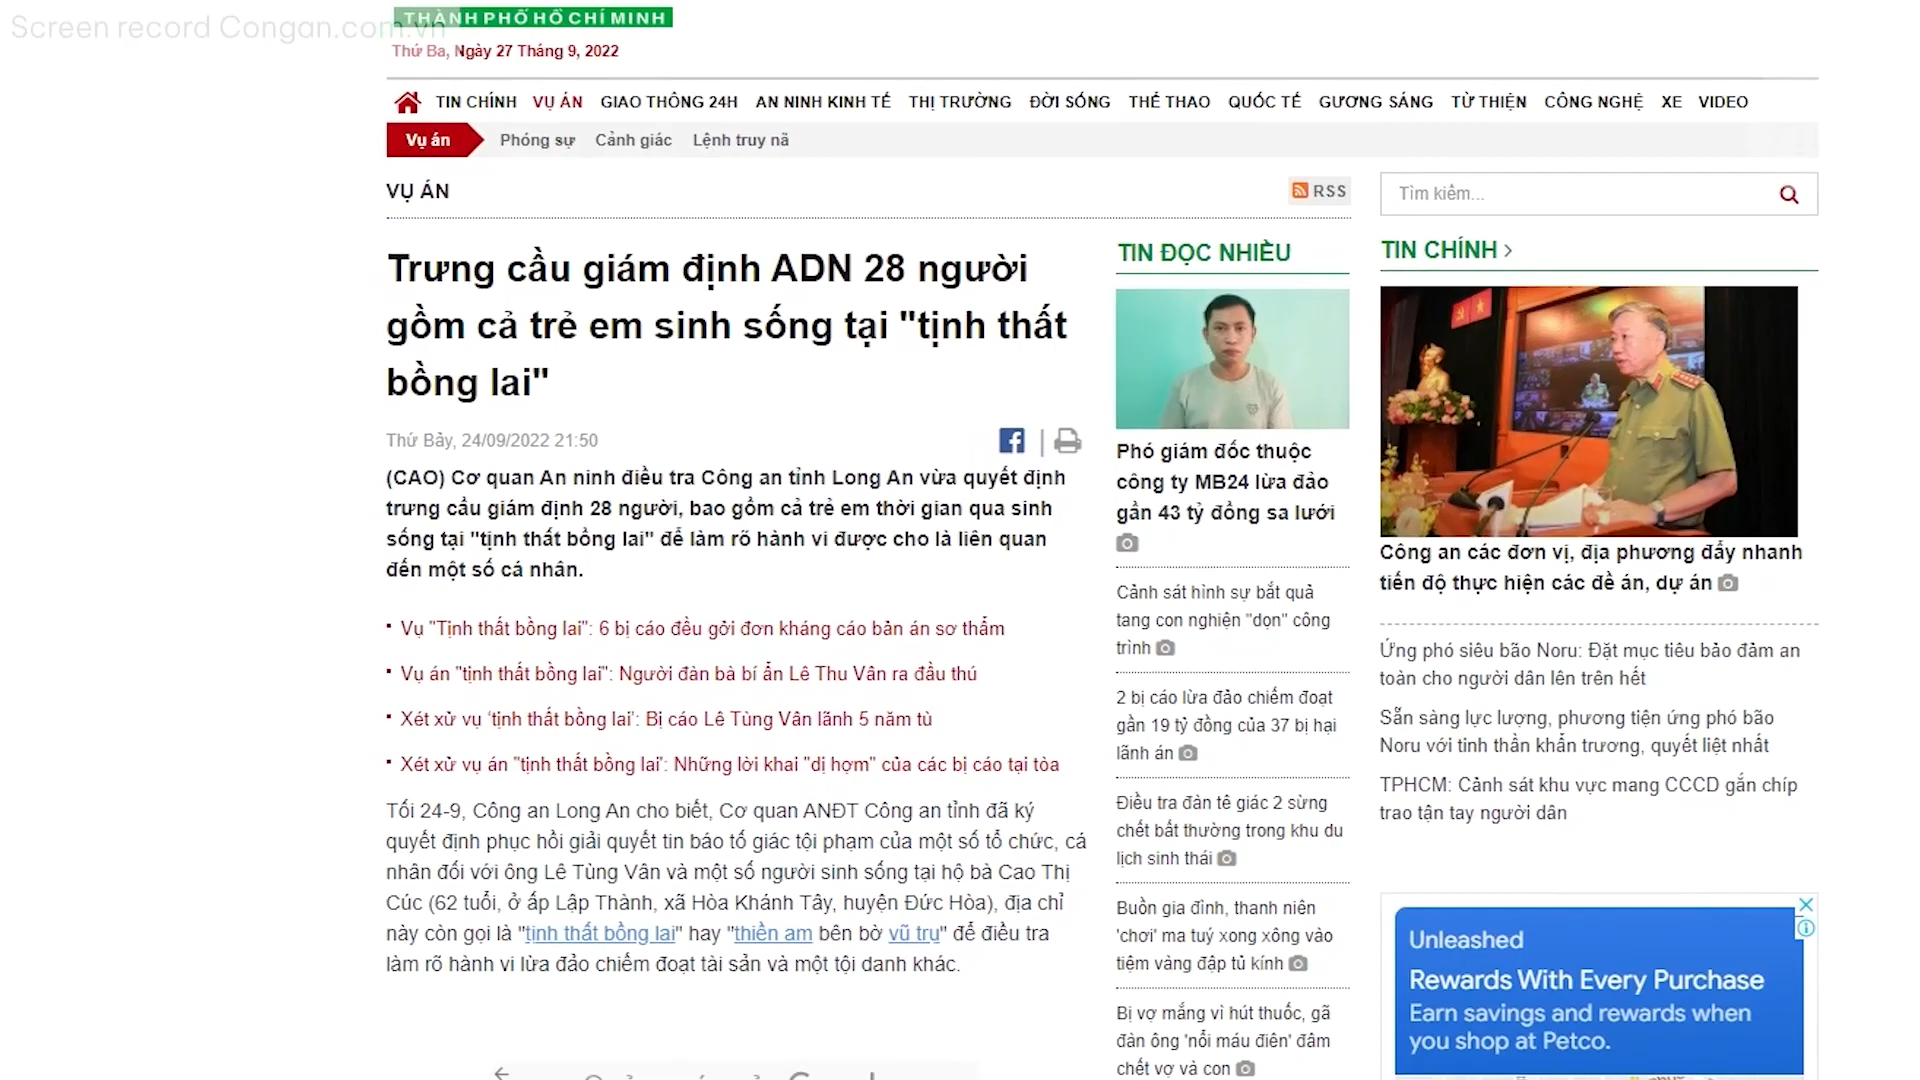 Screen record Congan.com.vn
THÀNH PHỐ HỒ CHÍ MINH
Thứ Ba, Ngày 27 Tháng 9, 2022
TIN CHÍNH VỤ ÁN GIAO THÔNG 24H AN NINH KINH TẾ THỊ TRƯỜNG ĐỜI SỐNG THỂ THAO QUỐC TẾ GƯƠNG SÁNG TỪ THIỆN CÔNG NGHỆ XE VIDEO
Vụ án Phóng sự Cảnh giác Lệnh truy nã
VỤ ÁN
RSS
Trưng cầu giám định ADN 28 người
gồm cả trẻ em sinh sống tại "tịnh thất
bồng lai"
Thứ Bảy, 24/09/2022 21:50
(CAO) Cơ quan An ninh điều tra Công an tỉnh Long An vừa quyết định
trưng cầu giám định 28 người, bao gồm cả trẻ em thời gian qua sinh
sống tại "tịnh thất bồng lai" để làm rõ hành vi được cho là liên quan
đến một số cá nhân.
Vụ "Tịnh thất bồng lai": 6 bị cáo đều gởi đơn kháng cáo bản án sơ thẩm
Vụ án "tịnh thất bồng lai": Người đàn bà bí ẩn Lê Thu Vân ra đầu thú
Xét xử vụ 'tịnh thất bồng lai': Bị cáo Lê Tùng Vân lãnh 5 năm tù
Xét xử vụ án "tịnh thất bồng lai': Những lời khai "dị hợm" của các bị cáo tại tòa
Tối 24-9, Công an Long An cho biết, Cơ quan ANĐT Công an tỉnh đã ký
quyết định phục hồi giải quyết tin báo tố giác tội phạm của một số tổ chức, cá
nhân đối với ông Lê Tùng Vân và một số người sinh sống tại hộ bà Cao Thị
Cúc (62 tuổi, ở ấp Lập Thành, xã Hòa Khánh Tây, huyện Đức Hòa), địa chỉ
này còn gọi là "tịnh thất bồng lai" hay "thiền am bên bờ vũ trụ" để điều tra
làm rõ hành vi lừa đảo chiếm đoạt tài sản và một tội danh khác.
TIN ĐỌC NHIỀU
Phó giám đốc thuộc
công ty MB24 lừa đảo
gần 43 tỷ đồng sa lưới
Cảnh sát hình sự bắt quả
tang con nghiện "dọn" công
trình
2 bị cáo lừa đảo chiếm đoạt
gần 19 tỷ đồng của 37 bị hại
lãnh án
Điều tra đàn tê giác 2 sừng
chết bất thường trong khu du
lịch sinh thái
Buồn gia đình, thanh niên
'chơi' ma tuý xong xông vào
tiệm vàng đập tủ kính
Bị vợ mắng vì hút thuốc, gã
đàn ông 'nổi máu điên' đâm
chết vợ và con
Tìm kiếm...
TIN CHÍNH
Công an các đơn vị, địa phương đẩy nhanh
tiến độ thực hiện các đề án, dự án
Ứng phó siêu bão Noru: Đặt mục tiêu bảo đảm an
toàn cho người dân lên trên hết
Sẵn sàng lực lượng, phương tiện ứng phó bão
Noru với tinh thần khẩn trương, quyết liệt nhất
TPHCM: Cảnh sát khu vực mang CCCD gắn chíp
trao tận tay người dân
Unleashed
Rewards With Every Purchase
Earn savings and rewards when
you shop at Petco.